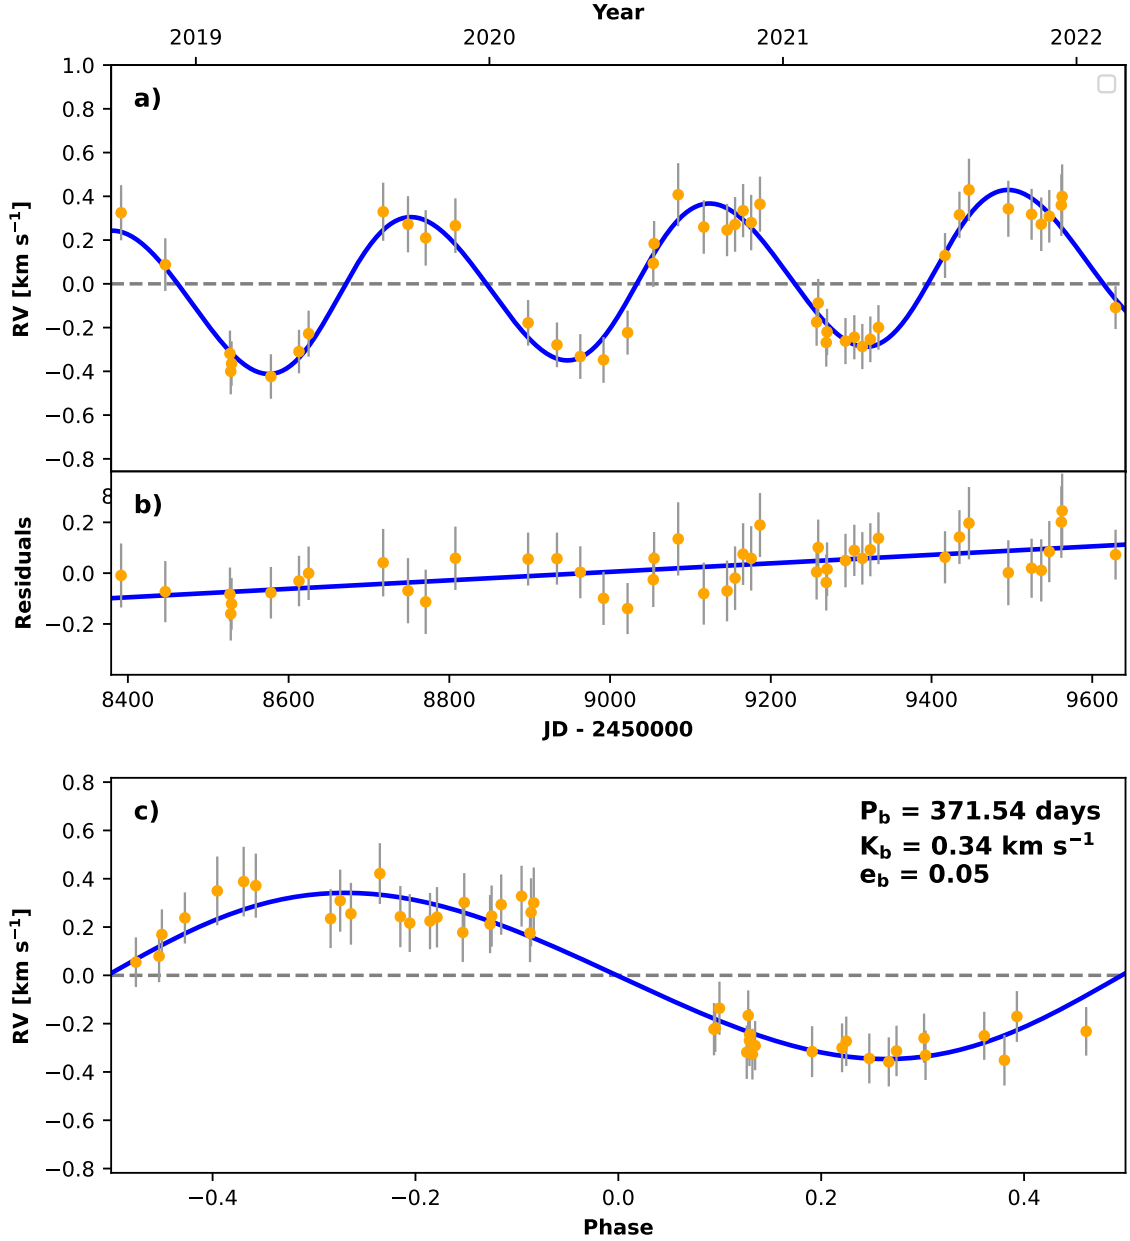 Year
2019 2020 2021 2022
a)
1.0
0.8
0.6
0.4
0.2
0.0
−0.2
−0.4
−0.6
−0.8
RV [km s⁻¹]
8
b)
0.2
0.0
−0.2
Residuals
8400 8600 8800 9000 9200 9400 9600
JD - 2450000
c)
P_b = 371.54 days
K_b = 0.34 km s⁻¹
e_b = 0.05
0.8
0.6
0.4
0.2
0.0
−0.2
−0.4
−0.6
−0.8
RV [km s⁻¹]
−0.4 −0.2 0.0 0.2 0.4
Phase